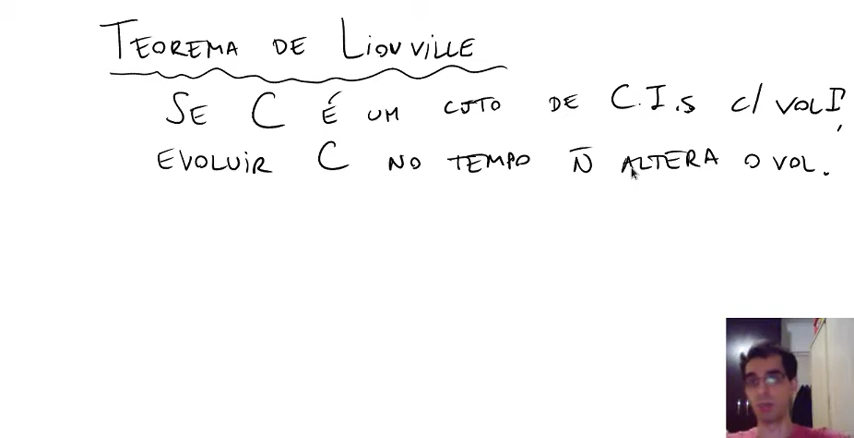 TEOREMA DE LIOUVILLE
SE C É UM CJTO DE C.I.s C/ VOL Γ,
EVOLUIR C NO TEMPO Ñ ALTERA O VOL.